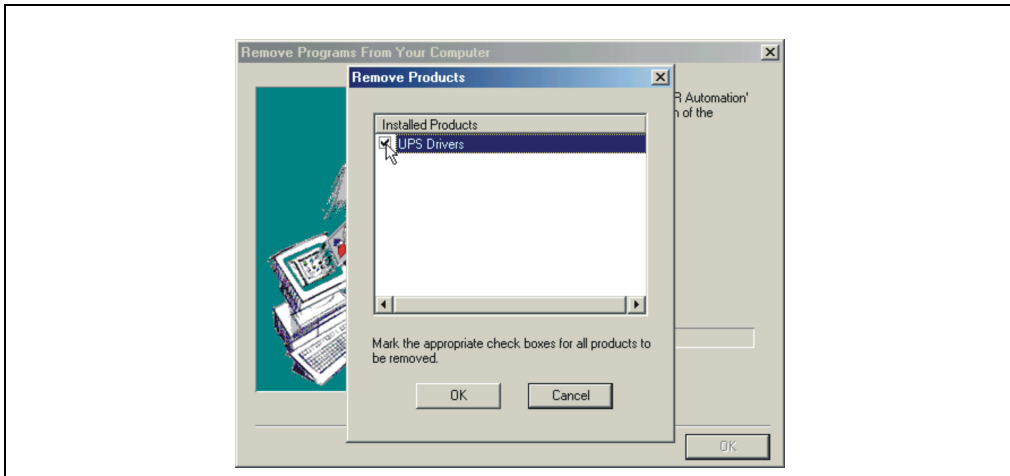 Remove Programs From Your Computer
Remove Products
R Automation'
n of the
Installed Products
UPS Drivers
Mark the appropriate check boxes for all products to
be removed.
OK
Cancel
OK